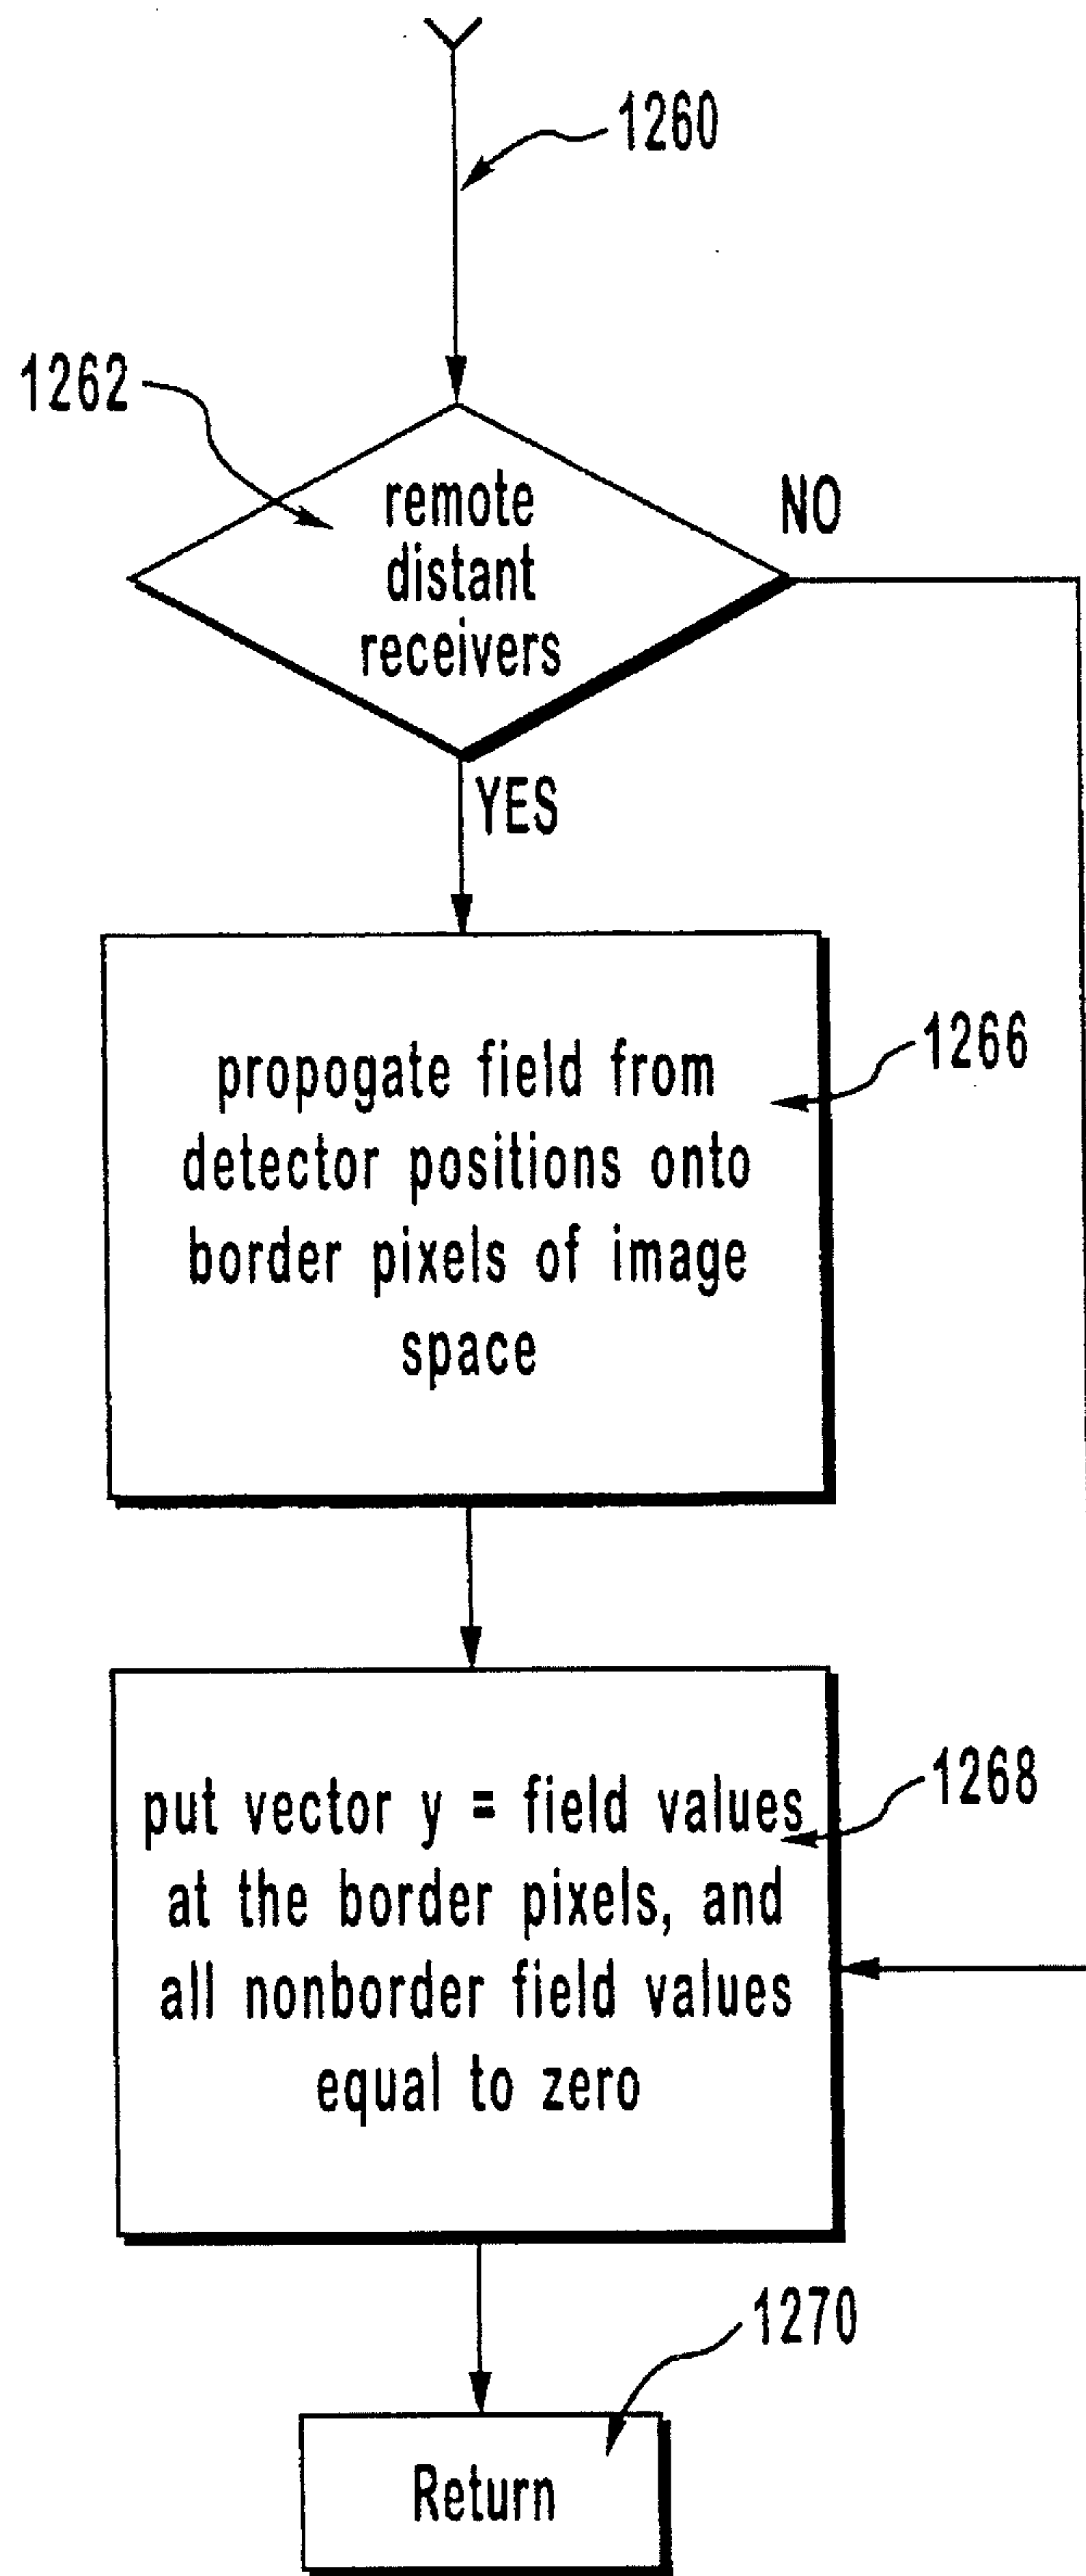 1260
1262
remote
distant
receivers
NO
YES
propogate field from
detector positions onto
border pixels of image
space
1266
put vector y = field values
at the border pixels, and
all nonborder field values
equal to zero
1268
1270
Return